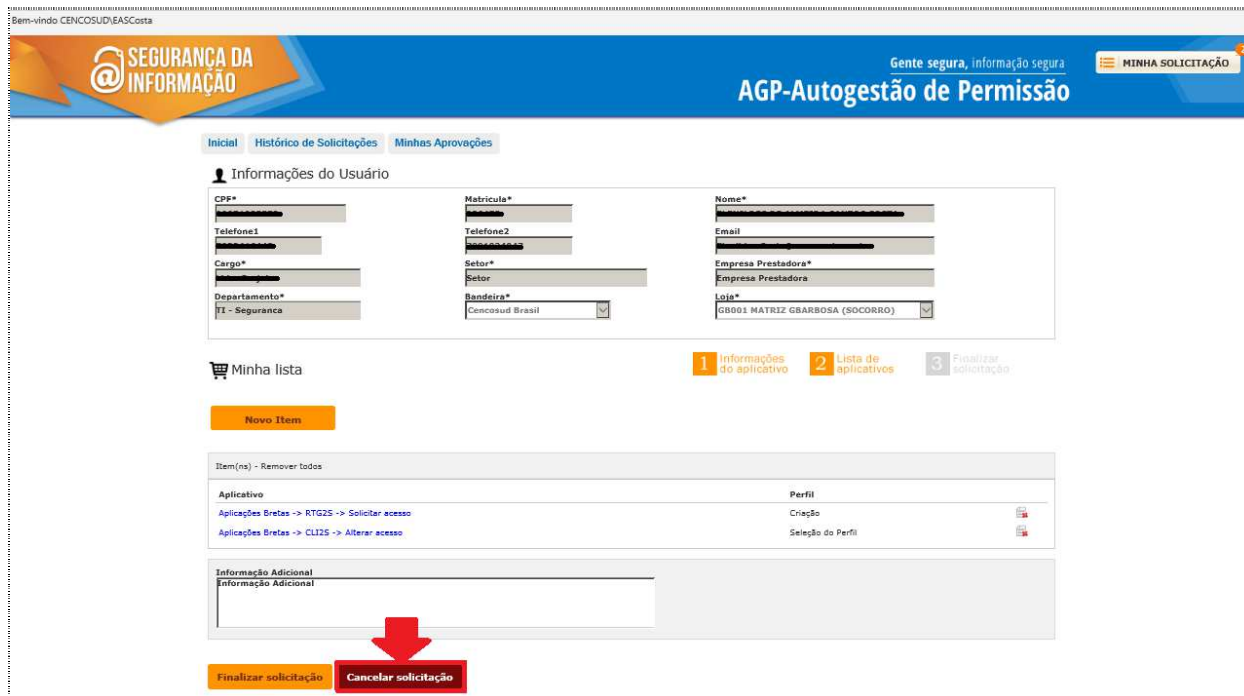 Bem-vindo CENCOSUD\EASCosta
SEGURANÇA DA
INFORMAÇÃO
Gente segura, informação segura
AGP-Autogestão de Permissão
MINHA SOLICITAÇÃO
Inicial Histórico de Solicitações Minhas Aprovações
Informações do Usuário
CPF* Matricula* Nome*
Telefone1 Telefone2 Email
Cargo* Setor* Empresa Prestadora*
Setor Empresa Prestadora
Departamento* Bandeira* Loja*
TI - Seguranca Cencosud Brasil GB001 MATRIZ GBARBOSA (SOCORRO)
Minha lista
1 Informações do aplicativo 2 Lista de aplicativos 3 Finalizar solicitação
Novo Item
Item(ns) - Remover todos
Aplicativo Perfil
Aplicações Bretas -> RTG2S -> Solicitar acesso Criação
Aplicações Bretas -> CLI2S -> Alterar acesso Seleção do Perfil
Informação Adicional
Informação Adicional
Finalizar solicitação Cancelar solicitação